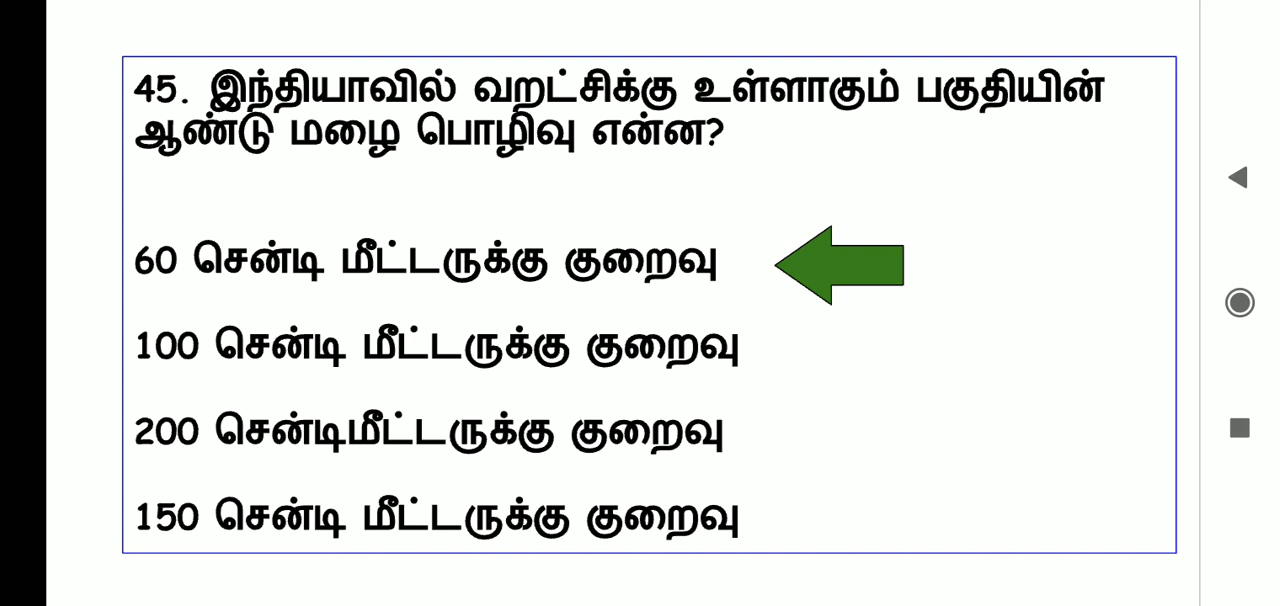 45. இந்தியாவில் வறட்சிக்கு உள்ளாகும் பகுதியின்
ஆண்டு மழை பொழிவு என்ன?
60 சென்டி மீட்டருக்கு குறைவு
100 சென்டி மீட்டருக்கு குறைவு
200 சென்டிமீட்டருக்கு குறைவு
150 சென்டி மீட்டருக்கு குறைவு